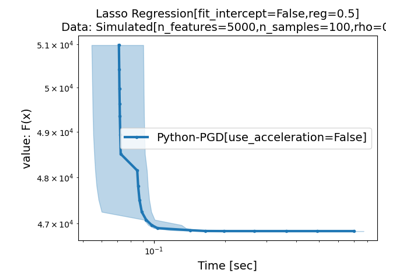 Lasso Regression[fit_intercept=False,reg=0.5]
Data: Simulated[n_features=5000,n_samples=100,rho=0
value: F(x)
5.1 × 10⁴
5 × 10⁴
4.9 × 10⁴
4.8 × 10⁴
4.7 × 10⁴
Python-PGD[use_acceleration=False]
10⁻¹
Time [sec]